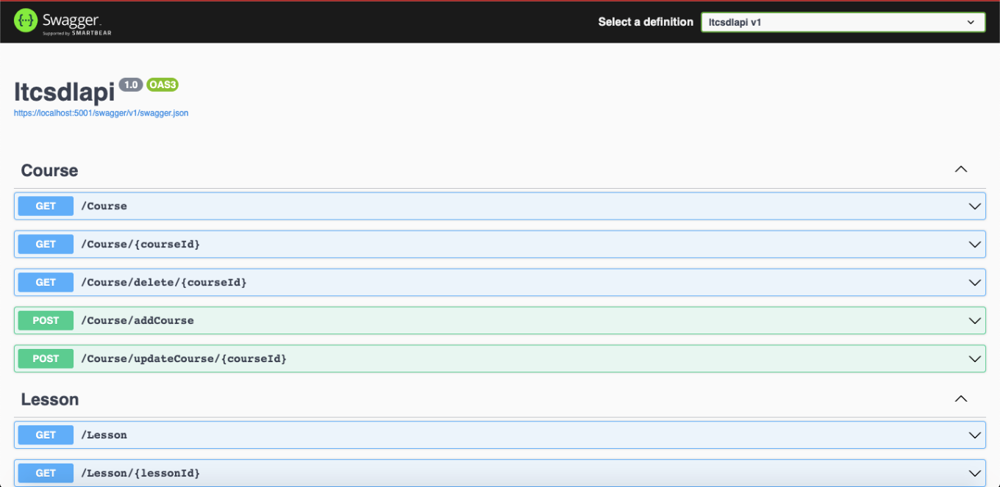 Swagger
Supported by SMARTBEAR
Select a definition
ltcsdlapi v1
ltcsdlapi 1.0 OAS3
https://localhost:5001/swagger/v1/swagger.json
Course
GET /Course
GET /Course/{courseId}
GET /Course/delete/{courseId}
POST /Course/addCourse
POST /Course/updateCourse/{courseId}
Lesson
GET /Lesson
GET /Lesson/{lessonId}